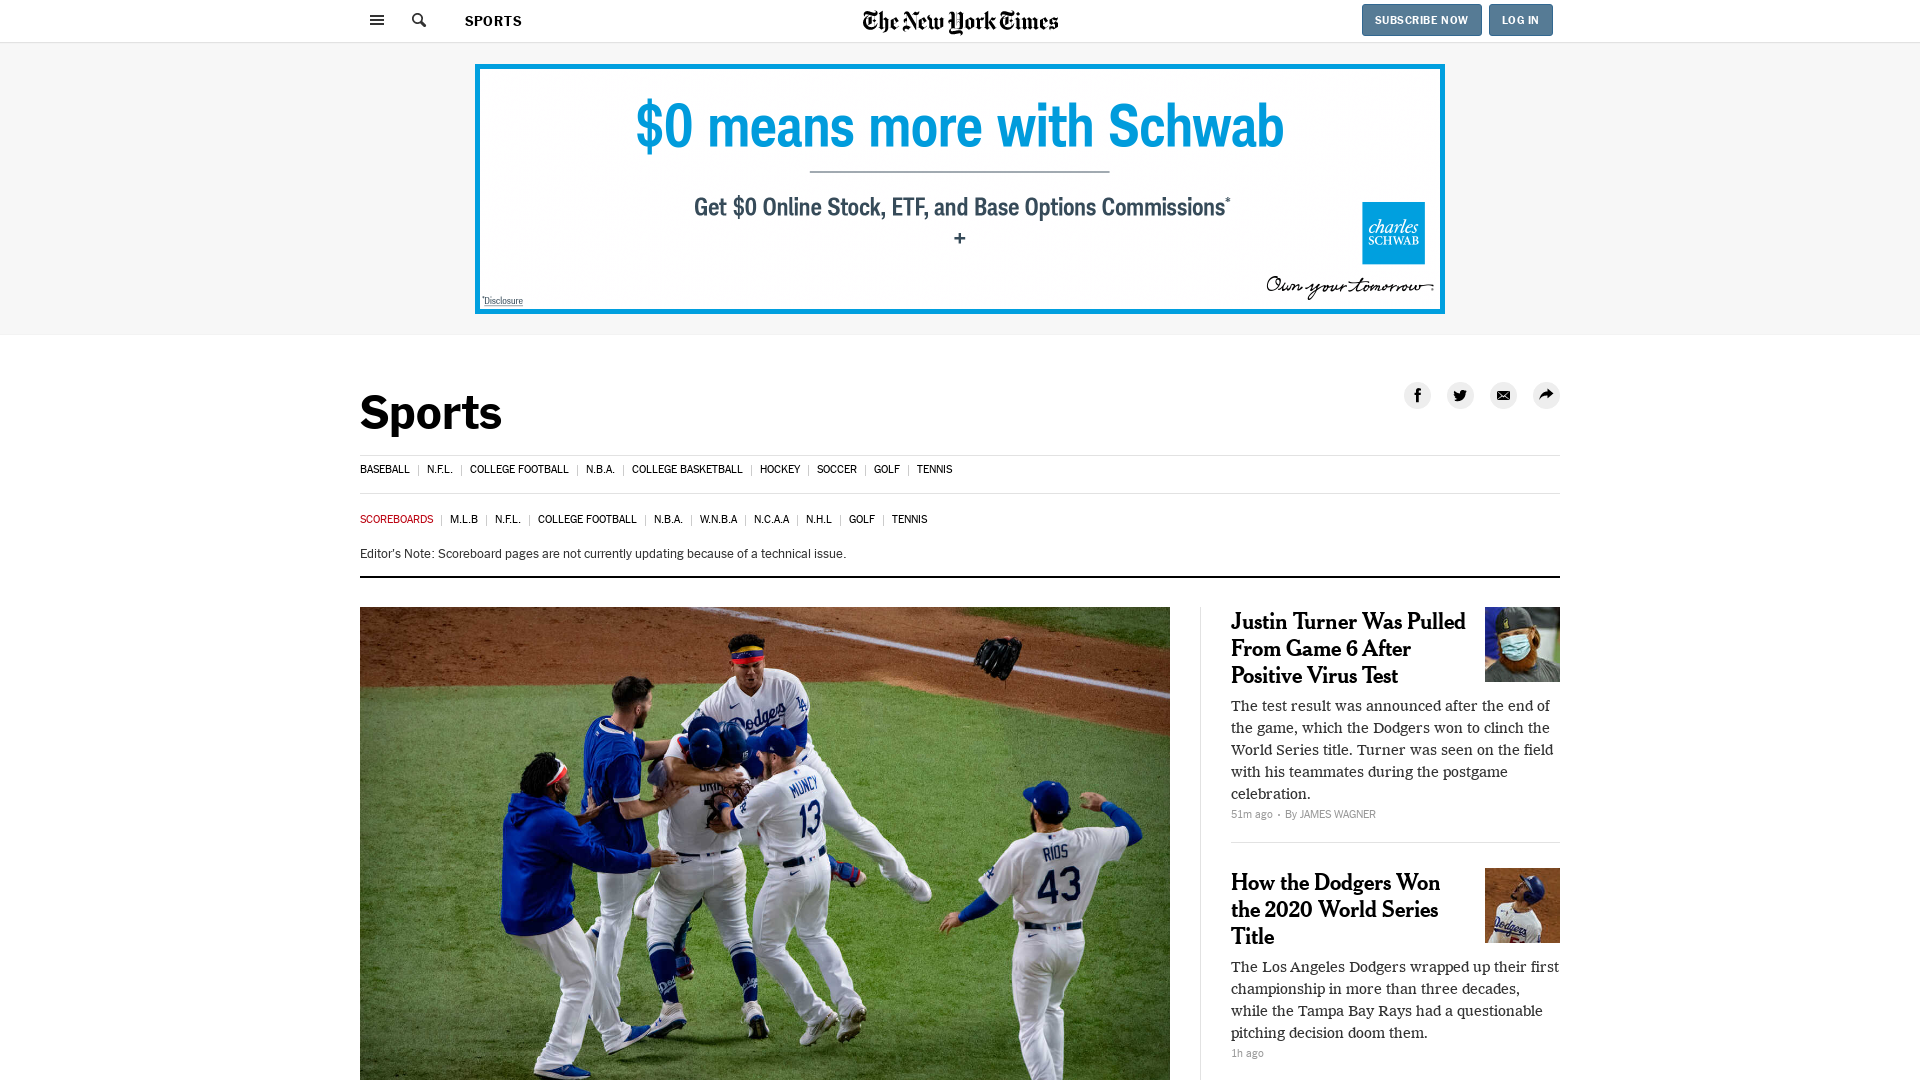 SPORTS
The New York Times
SUBSCRIBE NOW
LOG IN
$0 means more with Schwab
Get $0 Online Stock, ETF, and Base Options Commissions*
+
charles
SCHWAB
Own your tomorrow
*Disclosure
Sports
BASEBALL | N.F.L. | COLLEGE FOOTBALL | N.B.A. | COLLEGE BASKETBALL | HOCKEY | SOCCER | GOLF | TENNIS
SCOREBOARDS | M.L.B | N.F.L. | COLLEGE FOOTBALL | N.B.A. | W.N.B.A | N.C.A.A | N.H.L | GOLF | TENNIS
Editor's Note: Scoreboard pages are not currently updating because of a technical issue.
Dodgers
LA
MUNCY
13
RIOS
43
Justin Turner Was Pulled
From Game 6 After
Positive Virus Test
The test result was announced after the end of
the game, which the Dodgers won to clinch the
World Series title. Turner was seen on the field
with his teammates during the postgame
celebration.
51m ago • By JAMES WAGNER
How the Dodgers Won
the 2020 World Series
Title
Dodgers
The Los Angeles Dodgers wrapped up their first
championship in more than three decades,
while the Tampa Bay Rays had a questionable
pitching decision doom them.
1h ago